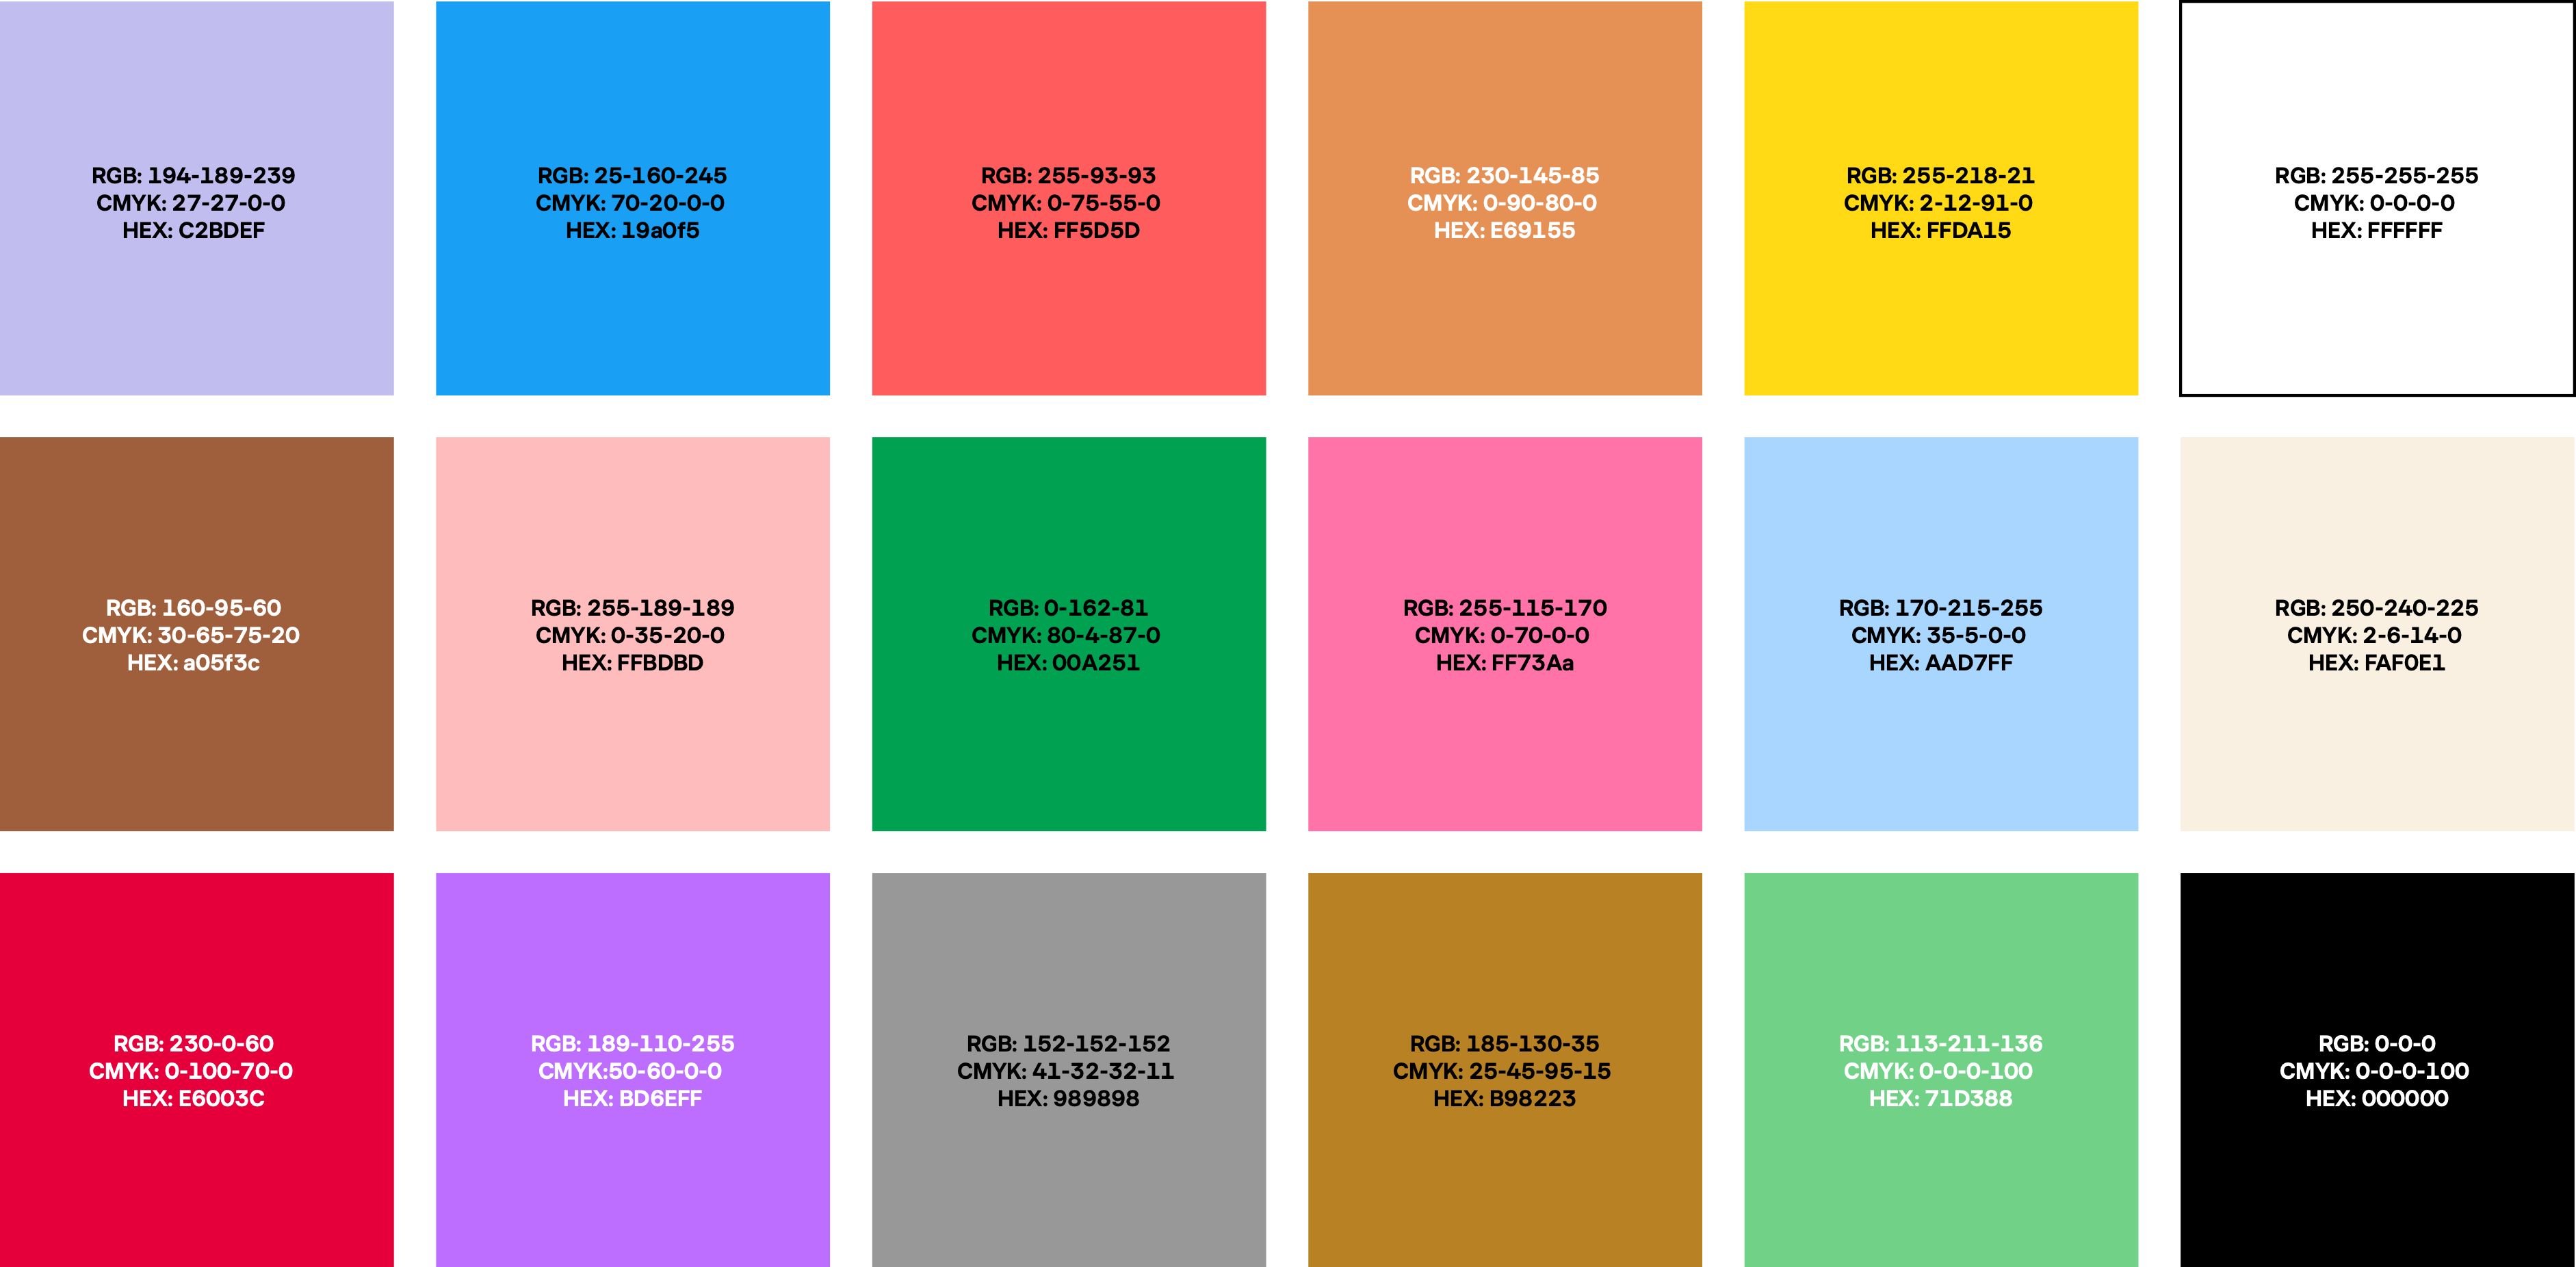 RGB: 194-189-239
CMYK: 27-27-0-0
HEX: C2BDEF
RGB: 25-160-245
CMYK: 70-20-0-0
HEX: 19a0f5
RGB: 255-93-93
CMYK: 0-75-55-0
HEX: FF5D5D
RGB: 230-145-85
CMYK: 0-90-80-0
HEX: E69155
RGB: 255-218-21
CMYK: 2-12-91-0
HEX: FFDA15
RGB: 255-255-255
CMYK: 0-0-0-0
HEX: FFFFFF
RGB: 160-95-60
CMYK: 30-65-75-20
HEX: a05f3c
RGB: 255-189-189
CMYK: 0-35-20-0
HEX: FFBDBD
RGB: 0-162-81
CMYK: 80-4-87-0
HEX: 00A251
RGB: 255-115-170
CMYK: 0-70-0-0
HEX: FF73Aa
RGB: 170-215-255
CMYK: 35-5-0-0
HEX: AAD7FF
RGB: 250-240-225
CMYK: 2-6-14-0
HEX: FAF0E1
RGB: 230-0-60
CMYK: 0-100-70-0
HEX: E6003C
RGB: 189-110-255
CMYK:50-60-0-0
HEX: BD6EFF
RGB: 152-152-152
CMYK: 41-32-32-11
HEX: 989898
RGB: 185-130-35
CMYK: 25-45-95-15
HEX: B98223
RGB: 113-211-136
CMYK: 0-0-0-100
HEX: 71D388
RGB: 0-0-0
CMYK: 0-0-0-100
HEX: 000000